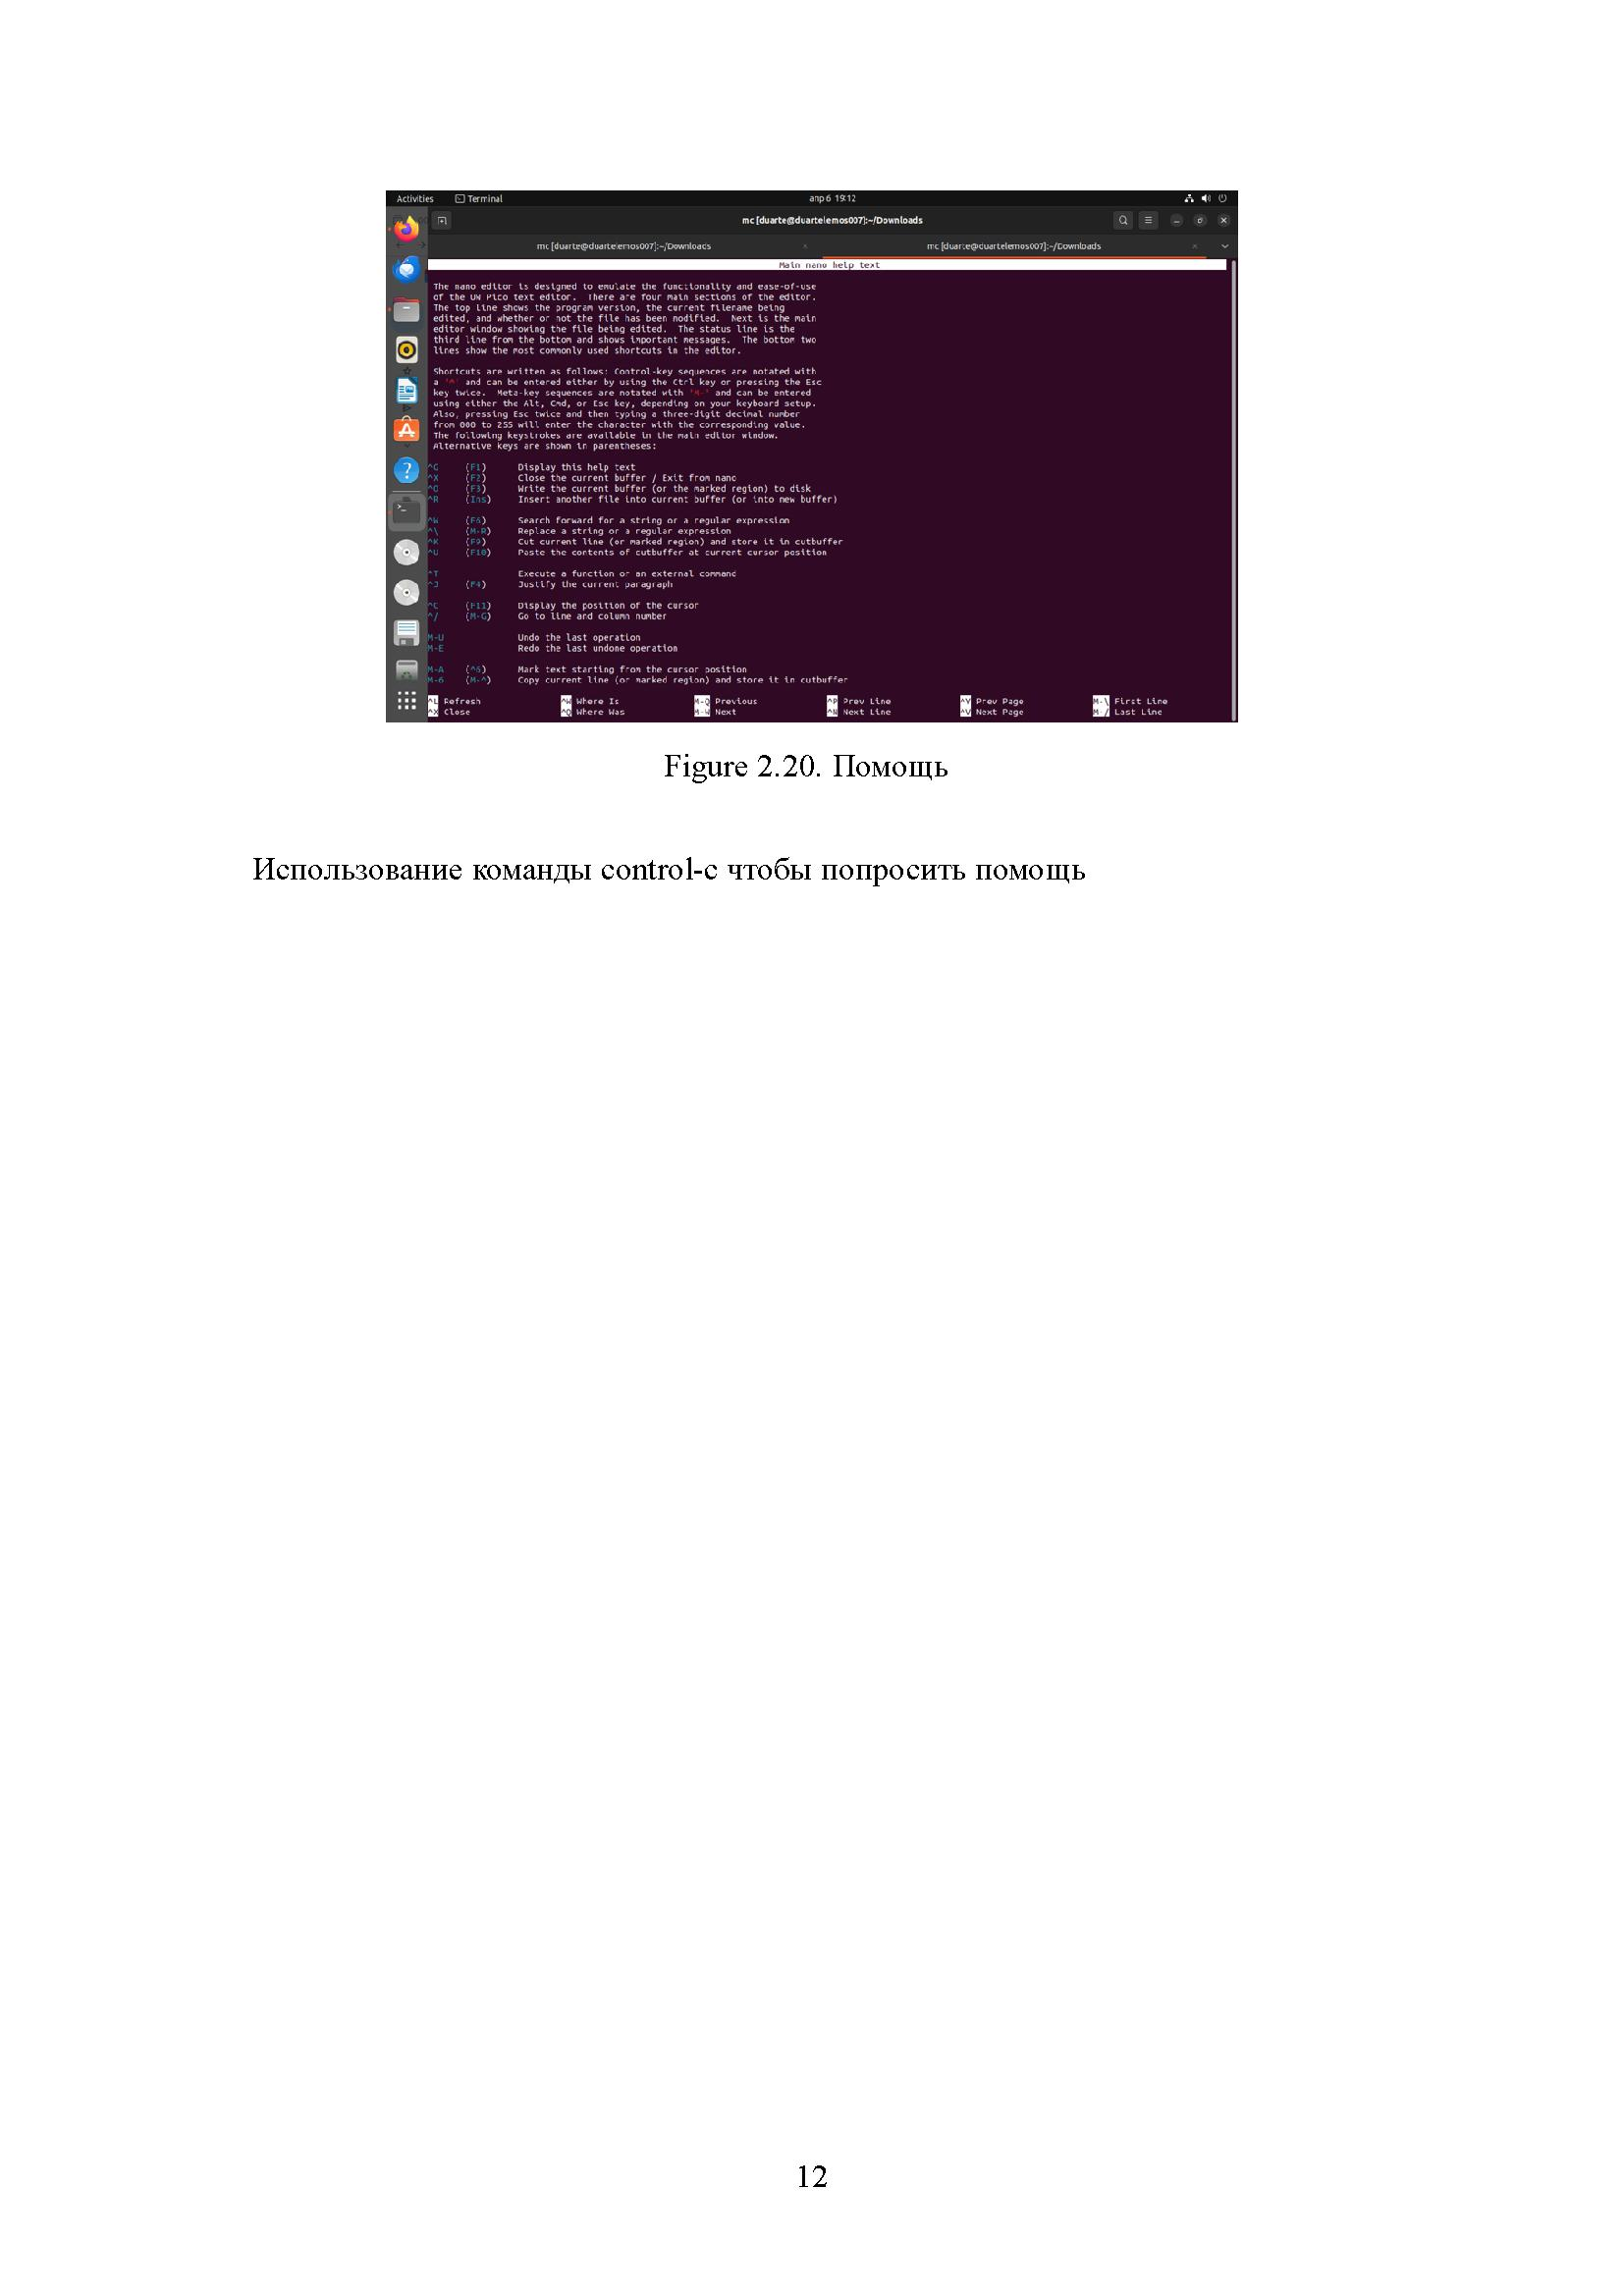 Activities Terminal апр 6 19:12
mc [duarte@duartelemos007]:~/Downloads
mc [duarte@duartelemos007]:~/Downloads mc [duarte@duartelemos007]:~/Downloads
Main nano help text
The nano editor is designed to emulate the functionality and ease-of-use
of the UW Pico text editor. There are four main sections of the editor.
The top line shows the program version, the current filename being
edited, and whether or not the file has been modified. Next is the main
editor window showing the file being edited. The status line is the
third line from the bottom and shows important messages. The bottom two
lines show the most commonly used shortcuts in the editor.
Shortcuts are written as follows: Control-key sequences are notated with
a '^' and can be entered either by using the Ctrl key or pressing the Esc
key twice. Meta-key sequences are notated with 'M-' and can be entered
using either the Alt, Cmd, or Esc key, depending on your keyboard setup.
Also, pressing Esc twice and then typing a three-digit decimal number
from 000 to 255 will enter the character with the corresponding value.
The following keystrokes are available in the main editor window.
Alternative keys are shown in parentheses:
^G (F1) Display this help text
^X (F2) Close the current buffer / Exit from nano
^O (F3) Write the current buffer (or the marked region) to disk
^R (Ins) Insert another file into current buffer (or into new buffer)
^W (F6) Search forward for a string or a regular expression
^\ (M-R) Replace a string or a regular expression
^K (F9) Cut current line (or marked region) and store it in cutbuffer
^U (F10) Paste the contents of cutbuffer at current cursor position
^T Execute a function or an external command
^J (F4) Justify the current paragraph
^C (F11) Display the position of the cursor
^/ (M-G) Go to line and column number
M-U Undo the last operation
M-E Redo the last undone operation
M-A (^6) Mark text starting from the cursor position
M-6 (M-^) Copy current line (or marked region) and store it in cutbuffer
^L Refresh ^W Where Is M-Q Previous ^P Prev Line ^Y Prev Page M-\ First Line
^X Close ^Q Where Was M-W Next ^N Next Line ^V Next Page M-/ Last Line
Figure 2.20. Помощь
Использование команды control-c чтобы попросить помощь
12